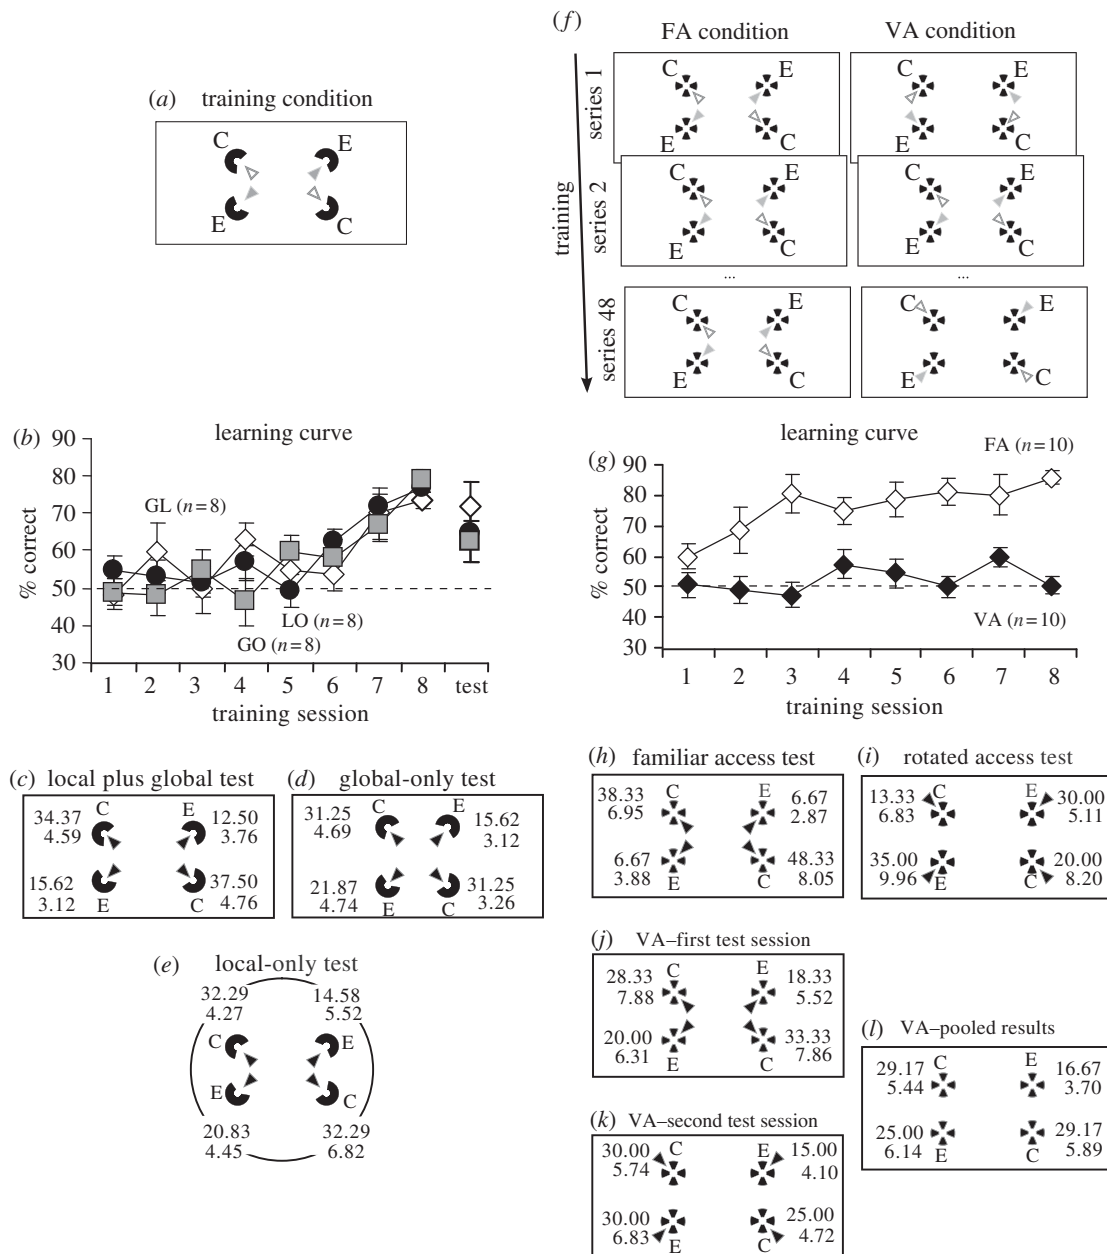 (a) training condition
C
E
E
C
(b)
learning curve
90
80
70
60
50
40
30
% correct
GL (n=8)
LO (n=8)
GO (n=8)
1 2 3 4 5 6 7 8 test
training session
(c) local plus global test
34.37
4.59
C
E
12.50
3.76
15.62
3.12
E
C
37.50
4.76
(d) global-only test
31.25
4.69
C
E
15.62
3.12
21.87
4.74
E
C
31.25
3.26
(e) local-only test
32.29
4.27
14.58
5.52
C
E
E
C
20.83
4.45
32.29
6.82
(f)
FA condition
VA condition
training
series 1
C
E
E
C
C
E
E
C
series 2
C
E
E
C
C
E
E
C
...
...
series 48
C
E
E
C
C
E
E
C
(g)
learning curve
90
80
70
60
50
40
30
% correct
FA (n=10)
VA (n=10)
1 2 3 4 5 6 7 8
training session
(h) familiar access test
38.33
6.95
C
E
6.67
2.87
6.67
3.88
E
C
48.33
8.05
(i) rotated access test
13.33
6.83
C
E
30.00
5.11
35.00
9.96
E
C
20.00
8.20
(j) VA–first test session
28.33
7.88
C
E
18.33
5.52
20.00
6.31
E
C
33.33
7.86
(k) VA–second test session
30.00
5.74
C
E
15.00
4.10
30.00
6.83
E
C
25.00
4.72
(l) VA–pooled results
29.17
5.44
C
E
16.67
3.70
25.00
6.14
E
C
29.17
5.89